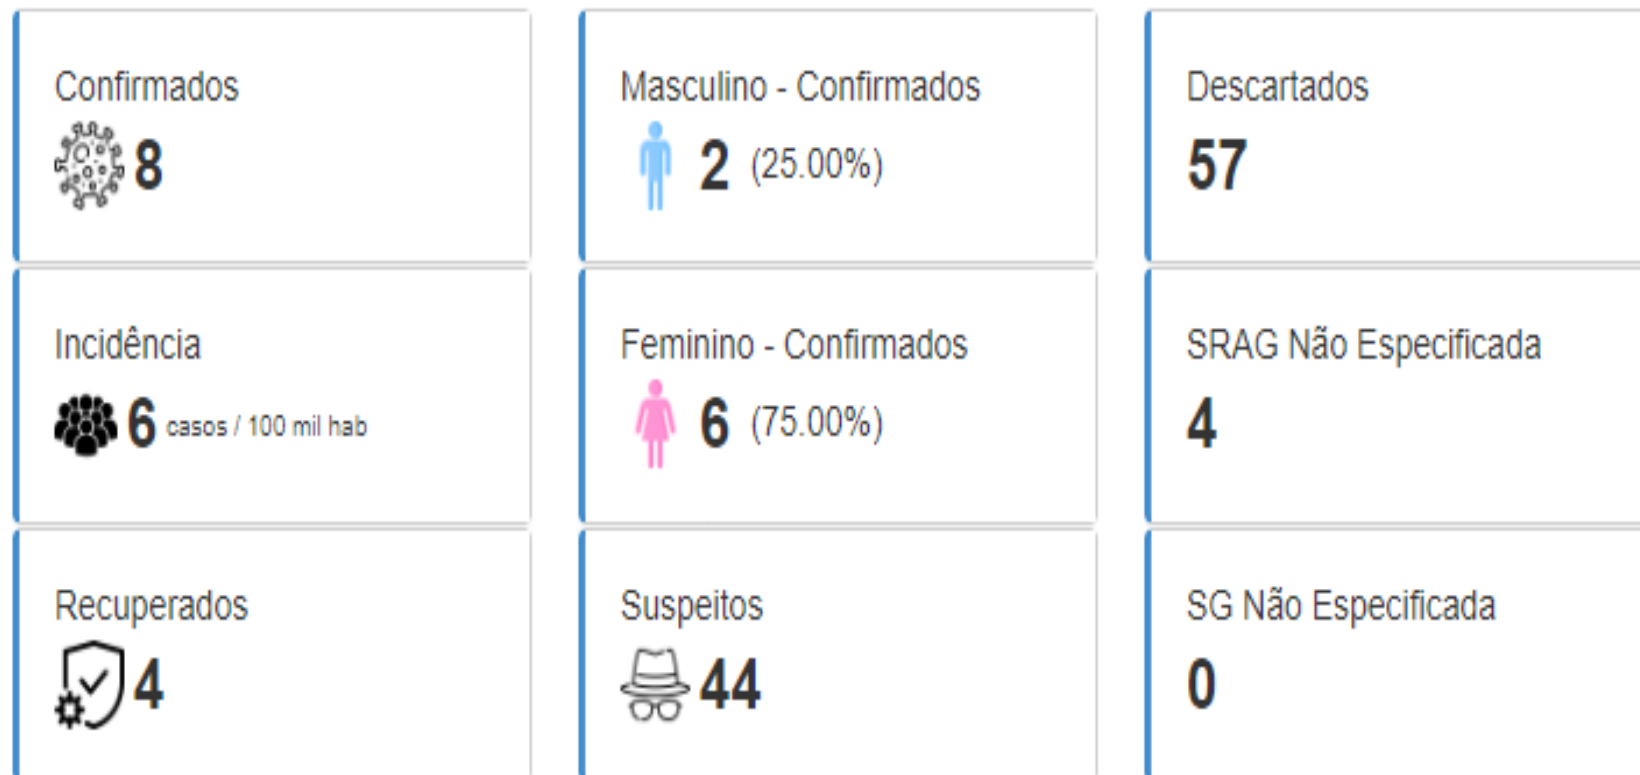 Confirmados
8
Masculino - Confirmados
2 (25.00%)
Descartados
57
Incidência
6 casos / 100 mil hab
Feminino - Confirmados
6 (75.00%)
SRAG Não Especificada
4
Recuperados
4
Suspeitos
44
SG Não Especificada
0